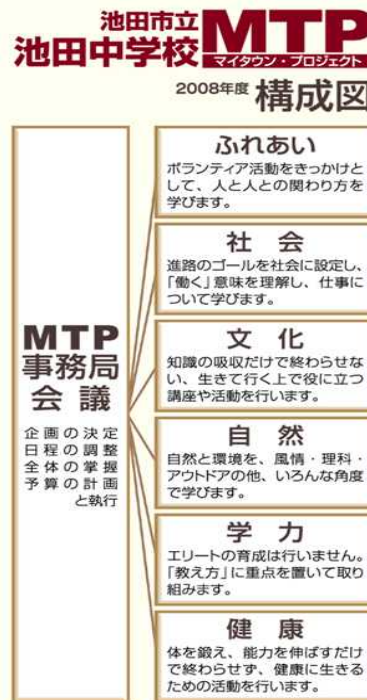 池田市立
池田中学校
MTP
マイタウン・プロジェクト
2008年度 構成図
MTP
事務局
会議
企画の決定
日程の調整
全体の掌握
予算の計画
と執行
ふれあい
ボランティア活動をきっかけと
して、人と人との関わり方を
学びます。
社会
進路のゴールを社会に設定し、
「働く」意味を理解し、仕事に
ついて学びます。
文化
知識の吸収だけで終わらせな
い、生きて行く上で役に立つ
講座や活動を行います。
自然
自然と環境を、風情・理科・
アウトドアの他、いろんな角度
で学びます。
学力
エリートの育成は行いません。
「教え方」に重点を置いて取り
組みます。
健康
体を鍛え、能力を伸ばすだけ
で終わらせず、健康に生きる
ための活動を行います。